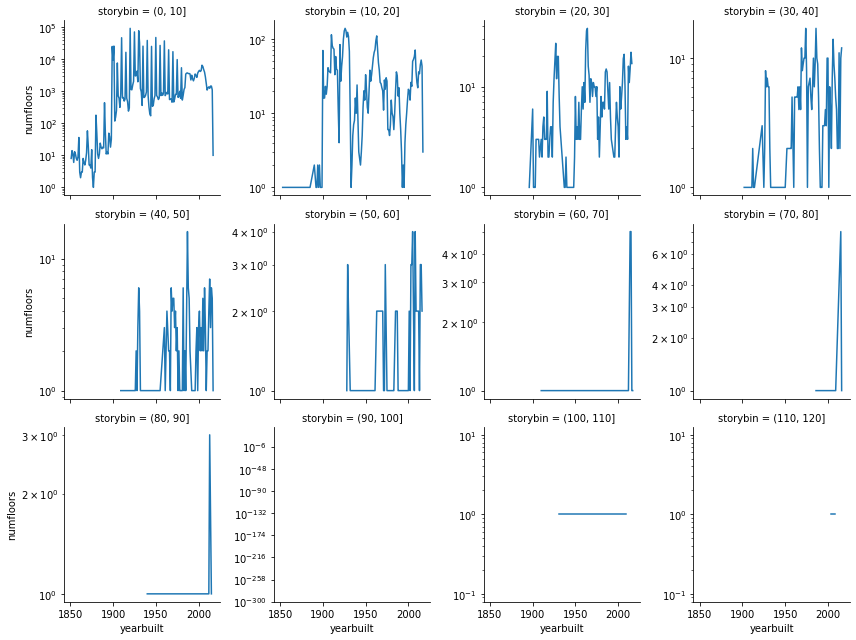 storybin = (0, 10]
storybin = (10, 20]
storybin = (20, 30]
storybin = (30, 40]
numfloors
10⁵
10⁴
10³
10²
10¹
10⁰
10²
10¹
10⁰
10¹
10⁰
10¹
10⁰
storybin = (40, 50]
storybin = (50, 60]
storybin = (60, 70]
storybin = (70, 80]
numfloors
10¹
10⁰
4 × 10⁰
3 × 10⁰
2 × 10⁰
10⁰
4 × 10⁰
3 × 10⁰
2 × 10⁰
10⁰
6 × 10⁰
4 × 10⁰
3 × 10⁰
2 × 10⁰
10⁰
storybin = (80, 90]
storybin = (90, 100]
storybin = (100, 110]
storybin = (110, 120]
numfloors
3 × 10⁰
2 × 10⁰
10⁰
10⁻⁶
10⁻⁴⁸
10⁻⁹⁰
10⁻¹³²
10⁻¹⁷⁴
10⁻²¹⁶
10⁻²⁵⁸
10⁻³⁰⁰
10¹
10⁰
10⁻¹
10¹
10⁰
10⁻¹
1850 1900 1950 2000
1850 1900 1950 2000
1850 1900 1950 2000
1850 1900 1950 2000
yearbuilt
yearbuilt
yearbuilt
yearbuilt